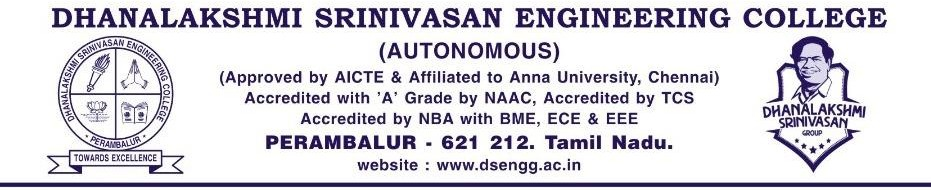 DHANALAKSHMI SRINIVASAN ENGINEERING COLLEGE
(AUTONOMOUS)
(Approved by AICTE & Affiliated to Anna University, Chennai)
Accredited with 'A' Grade by NAAC, Accredited by TCS
Accredited by NBA with BME, ECE & EEE
PERAMBALUR - 621 212. Tamil Nadu.
website : www.dsengg.ac.in
DHANALAKSHMI SRINIVASAN ENGINEERING COLLEGE
• PERAMBALUR •
TOWARDS EXCELLENCE
DHANALAKSHMI
SRINIVASAN
GROUP